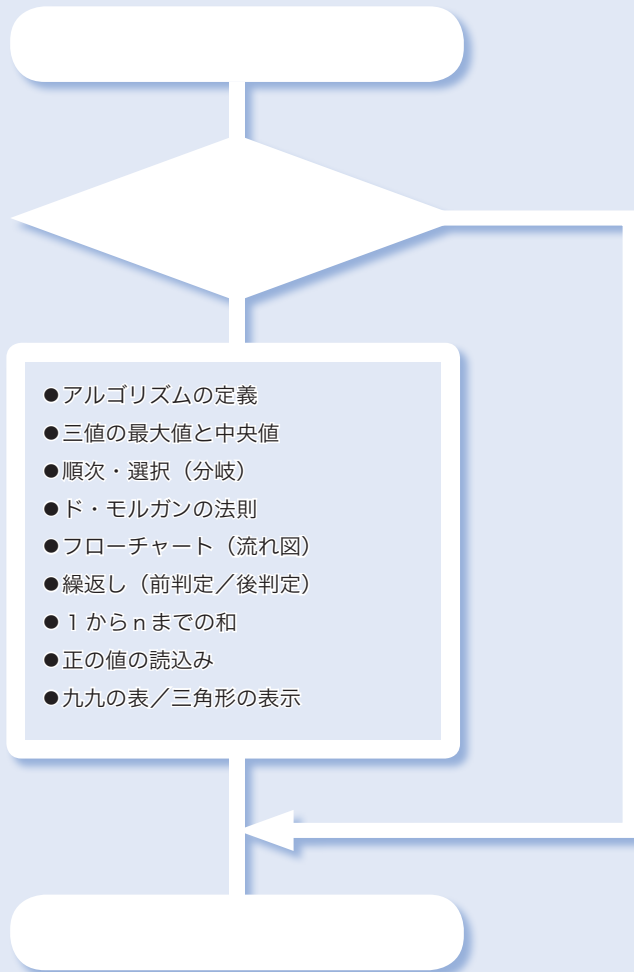 ●アルゴリズムの定義
●三値の最大値と中央値
●順次・選択（分岐）
●ド・モルガンの法則
●フローチャート（流れ図）
●繰返し（前判定／後判定）
●１からｎまでの和
●正の値の読込み
●九九の表／三角形の表示